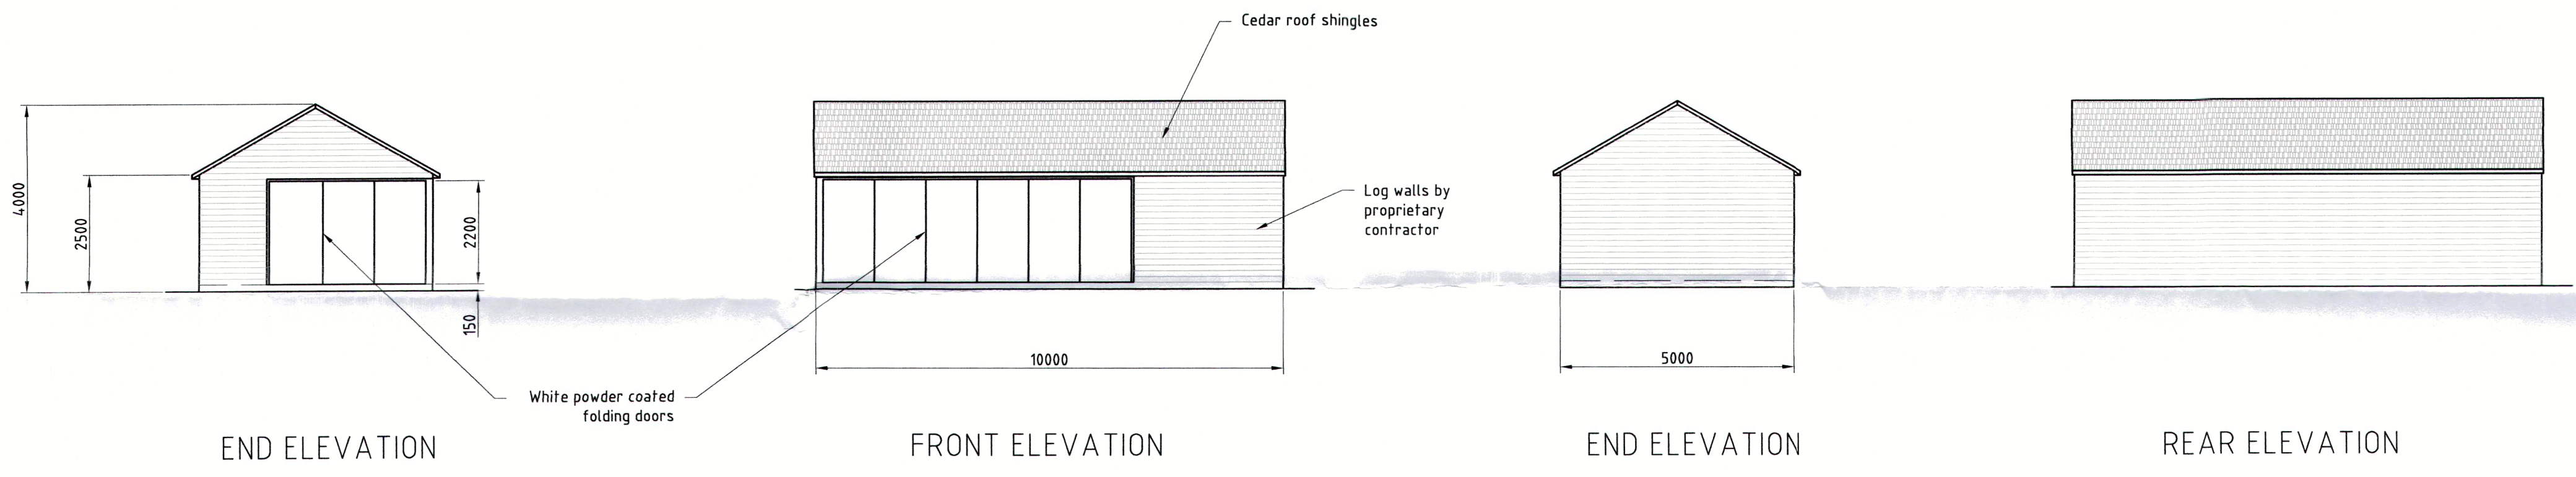 Cedar roof shingles
4000
2500
2200
150
Log walls by
proprietary
contractor
10000
5000
White powder coated
folding doors
END ELEVATION
FRONT ELEVATION
END ELEVATION
REAR ELEVATION